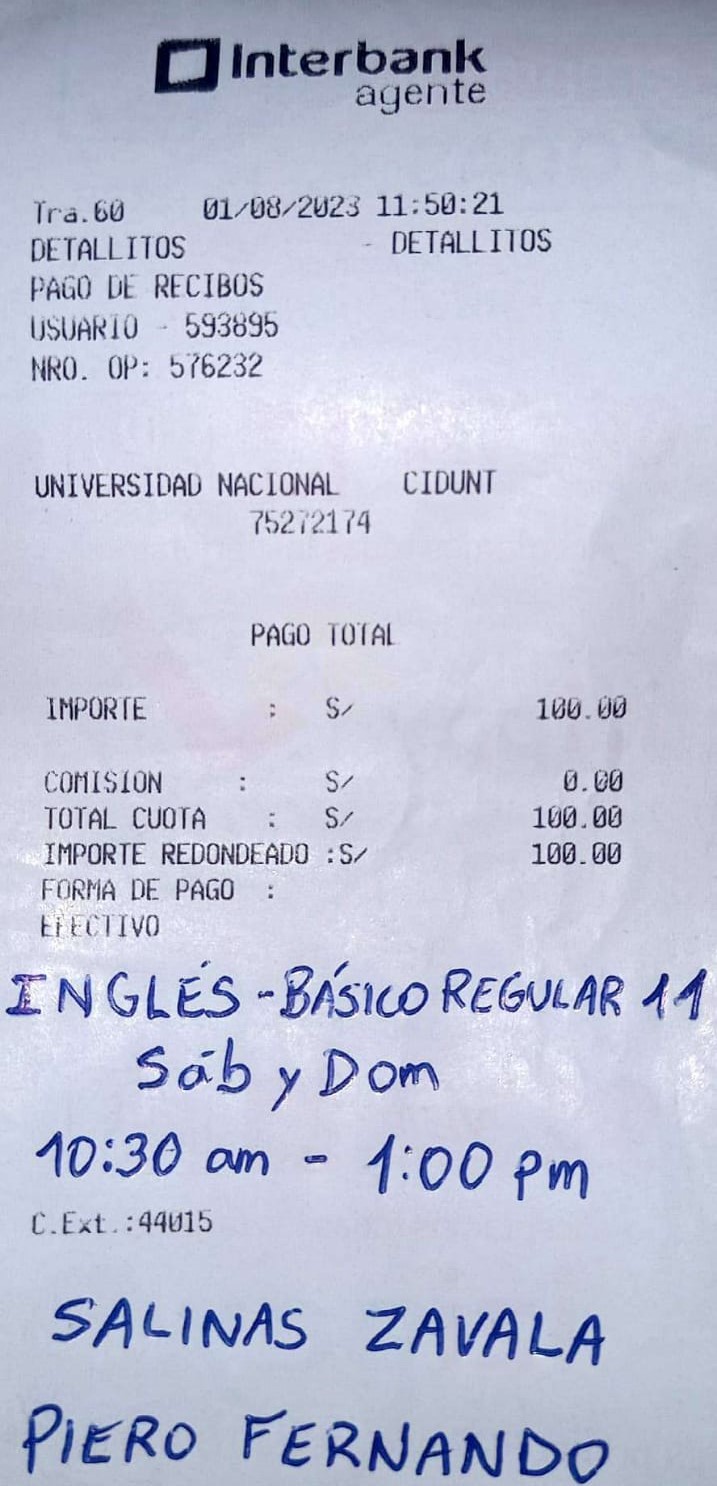 Interbank
agente
Tra.60 01/08/2023 11:50:21
DETALLITOS - DETALLITOS
PAGO DE RECIBOS
USUARIO - 593895
NRO. OP: 576232
UNIVERSIDAD NACIONAL CIDUNT
75272174
PAGO TOTAL
IMPORTE : S/ 100.00
COMISION : S/ 0.00
TOTAL CUOTA : S/ 100.00
IMPORTE REDONDEADO :S/ 100.00
FORMA DE PAGO :
EFECTIVO
INGLÉS - BÁSICO REGULAR 11
Sáb y Dom
10:30 am - 1:00 pm
C.Ext.:44015
SALINAS ZAVALA
PIERO FERNANDO